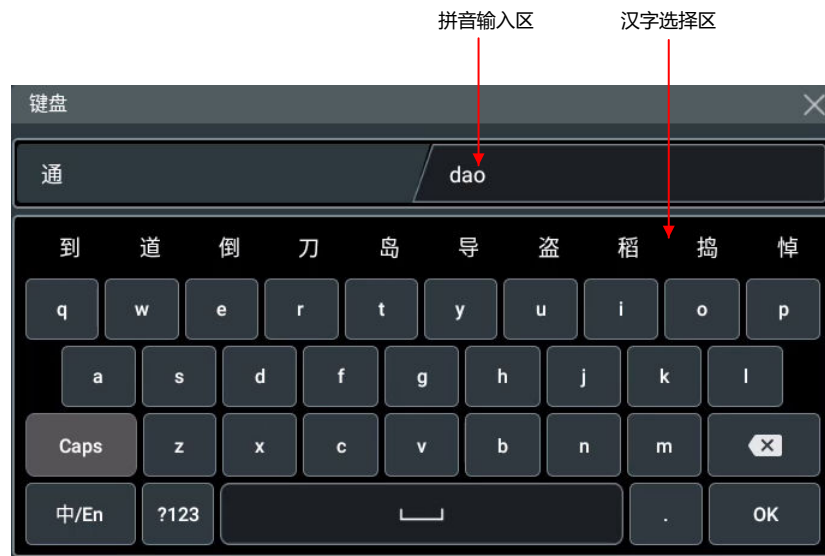 拼音输入区 汉字选择区
键盘
通 dao
到 道 倒 刀 岛 导 盗 稻 捣 悼
q w e r t y u i o p
a s d f g h j k l
Caps z x c v b n m
中/En ?123 . OK